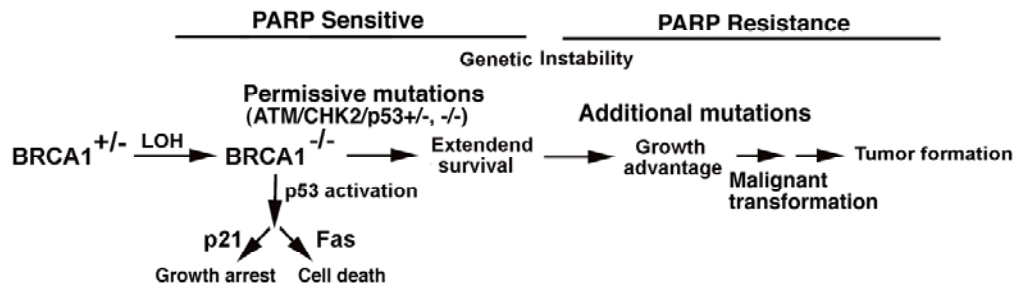 PARP Sensitive
PARP Resistance
Genetic Instability
Permissive mutations
(ATM/CHK2/p53+/-, -/-)
Additional mutations
BRCA1+/-
LOH
BRCA1-/-
Extendend
survival
Growth
advantage
Malignant
transformation
Tumor formation
p53 activation
p21
Fas
Growth arrest
Cell death